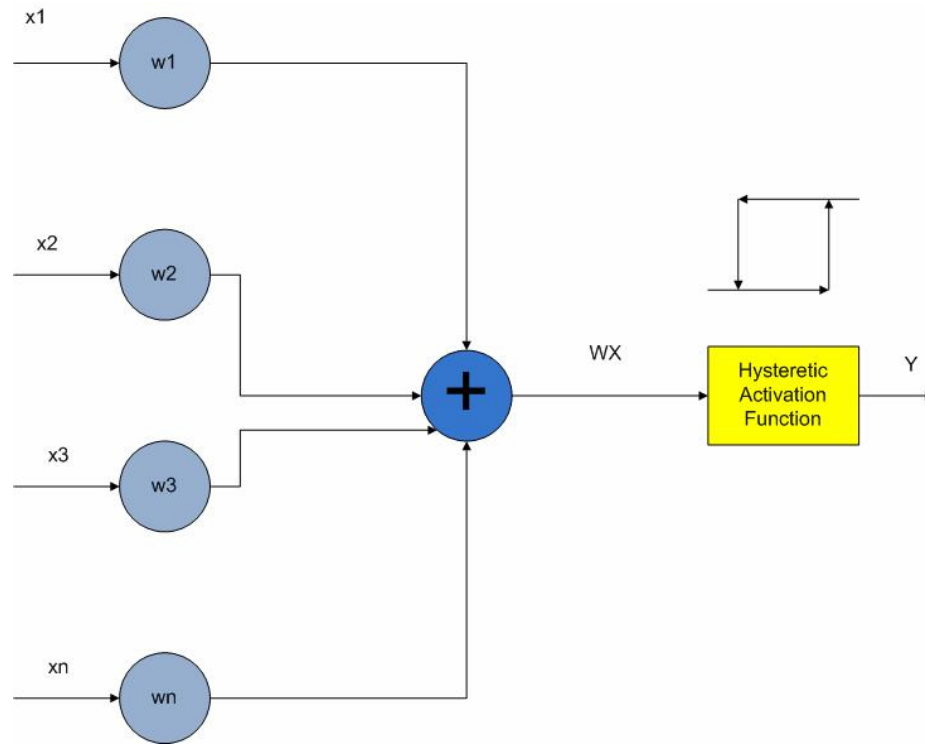 x1
w1
x2
w2
WX
Y
Hysteretic
Activation
Function
+
x3
w3
xn
wn